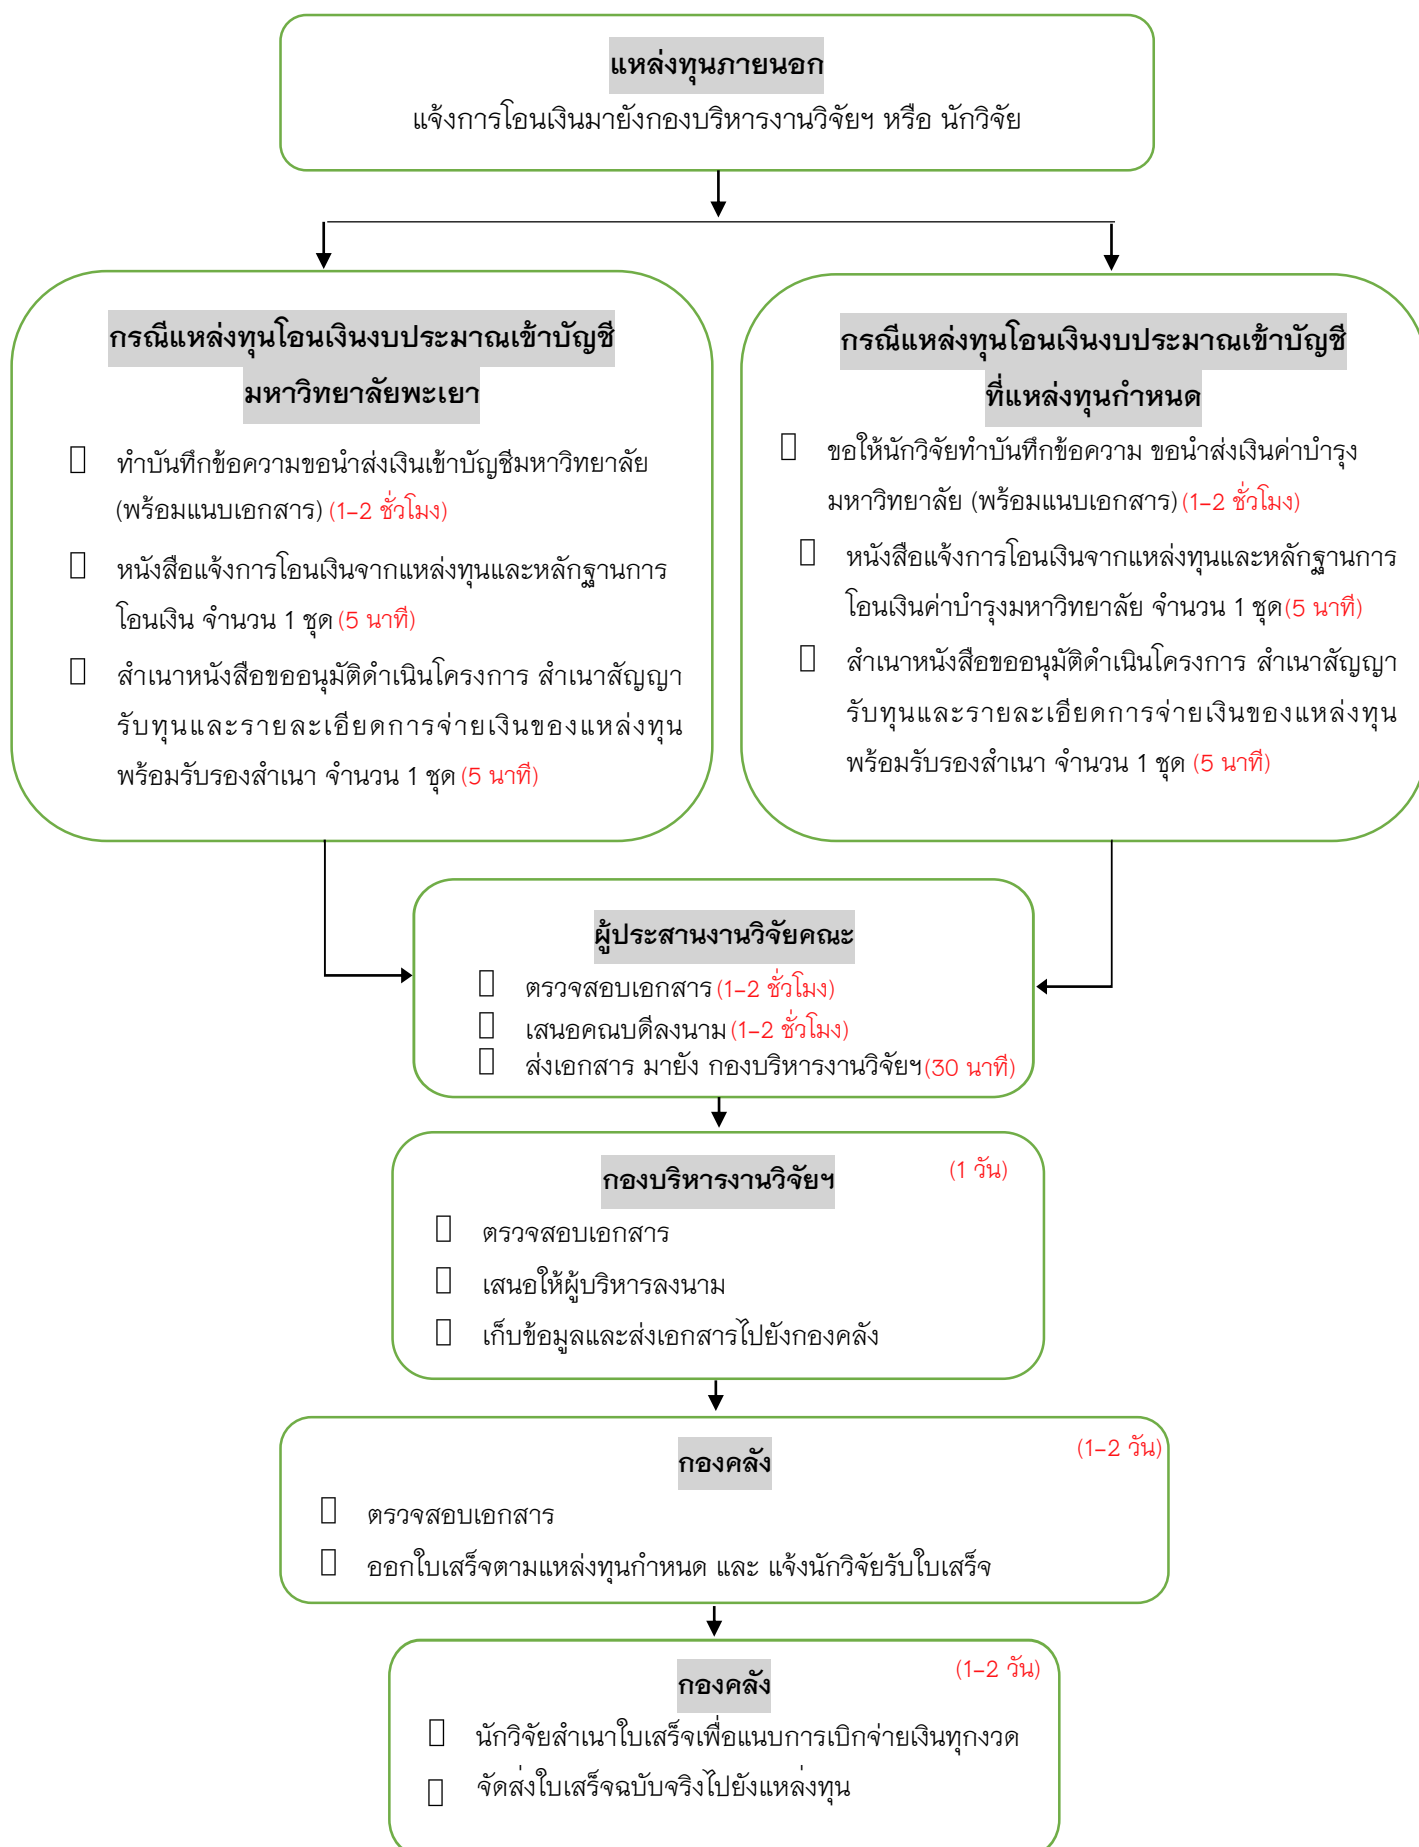 แหล่งทุนภายนอก
แจ้งการโอนเงินมายังกองบริหารงานวิจัยฯ หรือ นักวิจัย
กรณีแหล่งทุนโอนเงินงบประมาณเข้าบัญชี
มหาวิทยาลัยพะเยา
ทำบันทึกข้อความขอนำส่งเงินเข้าบัญชีมหาวิทยาลัย
(พร้อมแนบเอกสาร) (1-2 ชั่วโมง)
หนังสือแจ้งการโอนเงินจากแหล่งทุนและหลักฐานการ
โอนเงิน จำนวน 1 ชุด (5 นาที)
สำเนาหนังสือขออนุมัติดำเนินโครงการ สำเนาสัญญา
รับทุนและรายละเอียดการจ่ายเงินของแหล่งทุน
พร้อมรับรองสำเนา จำนวน 1 ชุด (5 นาที)
กรณีแหล่งทุนโอนเงินงบประมาณเข้าบัญชี
ที่แหล่งทุนกำหนด
ขอให้นักวิจัยทำบันทึกข้อความ ขอนำส่งเงินค่าบำรุง
มหาวิทยาลัย (พร้อมแนบเอกสาร) (1-2 ชั่วโมง)
หนังสือแจ้งการโอนเงินจากแหล่งทุนและหลักฐานการ
โอนเงินค่าบำรุงมหาวิทยาลัย จำนวน 1 ชุด (5 นาที)
สำเนาหนังสือขออนุมัติดำเนินโครงการ สำเนาสัญญา
รับทุนและรายละเอียดการจ่ายเงินของแหล่งทุน
พร้อมรับรองสำเนา จำนวน 1 ชุด (5 นาที)
ผู้ประสานงานวิจัยคณะ
ตรวจสอบเอกสาร (1-2 ชั่วโมง)
เสนอคณบดีลงนาม (1-2 ชั่วโมง)
ส่งเอกสาร มายัง กองบริหารงานวิจัยฯ (30 นาที)
กองบริหารงานวิจัยฯ (1 วัน)
ตรวจสอบเอกสาร
เสนอให้ผู้บริหารลงนาม
เก็บข้อมูลและส่งเอกสารไปยังกองคลัง
กองคลัง (1-2 วัน)
ตรวจสอบเอกสาร
ออกใบเสร็จตามแหล่งทุนกำหนด และ แจ้งนักวิจัยรับใบเสร็จ
กองคลัง (1-2 วัน)
นักวิจัยสำเนาใบเสร็จเพื่อแนบการเบิกจ่ายเงินทุกงวด
จัดส่งใบเสร็จฉบับจริงไปยังแหล่งทุน